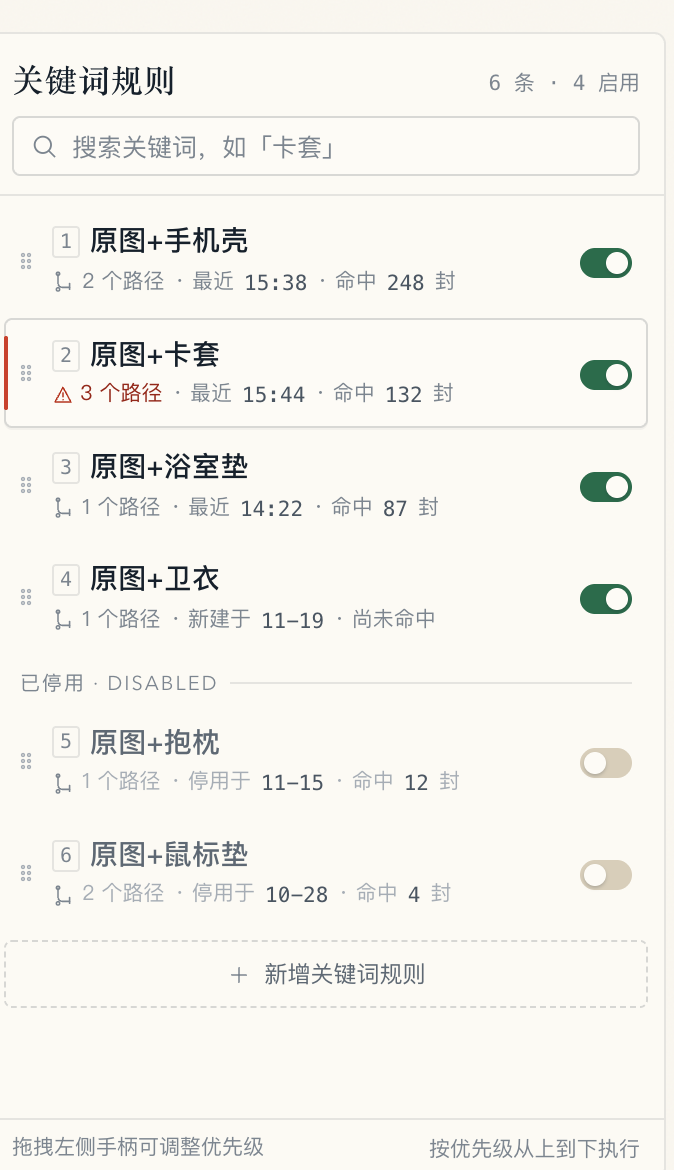 关键词规则
6 条 · 4 启用
搜索关键词，如「卡套」
1 原图+手机壳
2 个路径 · 最近 15:38 · 命中 248 封
2 原图+卡套
3 个路径 · 最近 15:44 · 命中 132 封
3 原图+浴室垫
1 个路径 · 最近 14:22 · 命中 87 封
4 原图+卫衣
1 个路径 · 新建于 11-19 · 尚未命中
已停用 · DISABLED
5 原图+抱枕
1 个路径 · 停用于 11-15 · 命中 12 封
6 原图+鼠标垫
2 个路径 · 停用于 10-28 · 命中 4 封
+ 新增关键词规则
拖拽左侧手柄可调整优先级
按优先级从上到下执行